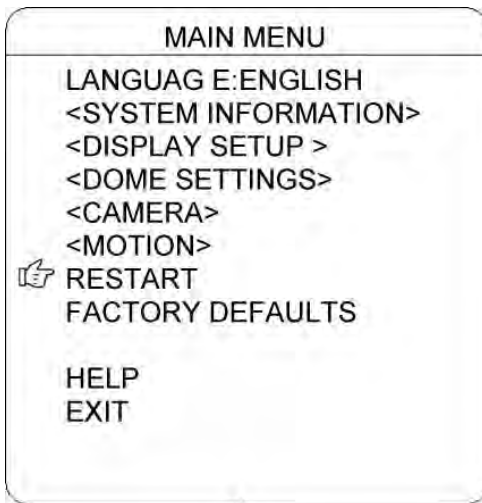 MAIN MENU
LANGUAG E:ENGLISH
<SYSTEM INFORMATION>
<DISPLAY SETUP >
<DOME SETTINGS>
<CAMERA>
<MOTION>
RESTART
FACTORY DEFAULTS
HELP
EXIT